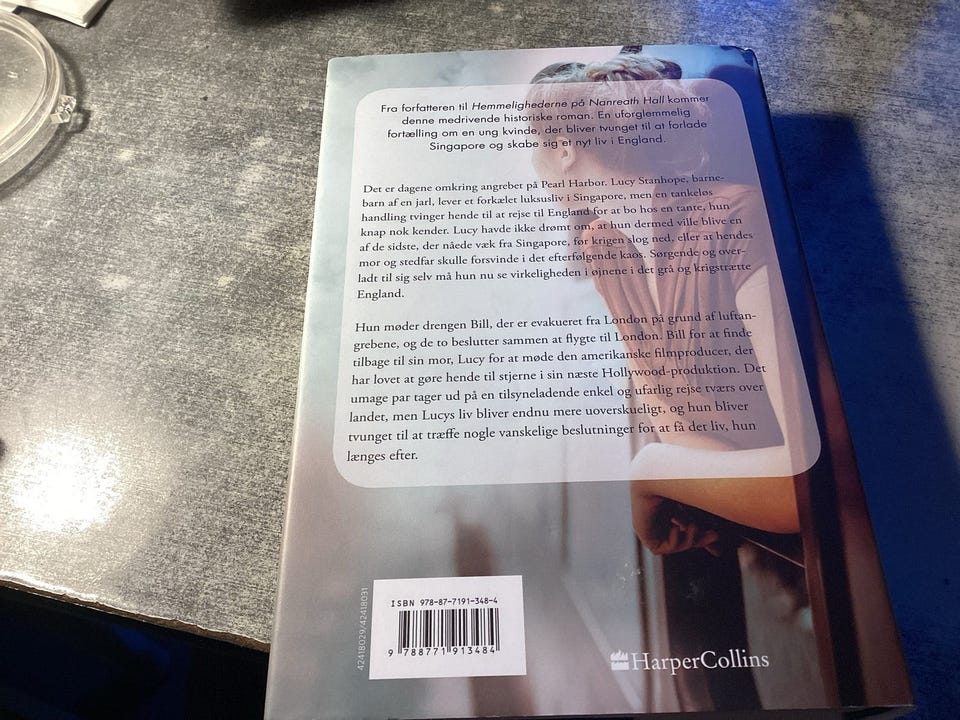 Fra forfatteren til Hemmelighederne på Nanreath Hall kommer
denne medrivende historiske roman. En uforglemmelig
fortælling om en ung kvinde, der bliver tvunget til at forlade
Singapore og skabe sig et nyt liv i England.
Det er dagene omkring angrebet på Pearl Harbor. Lucy Stanhope, barne-
barn af en jarl, lever et forkælet luksusliv i Singapore, men en tankeløs
handling tvinger hende til at rejse til England for at bo hos en tante, hun
knap nok kender. Lucy havde ikke drømt om, at hun dermed ville blive en
af de sidste, der nåede væk fra Singapore, før krigen slog ned, eller at hendes
mor og stedfar skulle forsvinde i det efterfølgende kaos. Sørgende og over-
ladt til sig selv må hun nu se virkeligheden i øjnene i det grå og krigstrætte
England.
Hun møder drengen Bill, der er evakueret fra London på grund af luftan-
grebene, og de to beslutter sammen at flygte til London. Bill for at finde
tilbage til sin mor, Lucy for at møde den amerikanske filmproducer, der
har lovet at gøre hende til stjerne i sin næste Hollywood-produktion. Det
umage par tager ud på en tilsyneladende enkel og ufarlig rejse tværs over
landet, men Lucys liv bliver endnu mere uoverskueligt, og hun bliver
tvunget til at træffe nogle vanskelige beslutninger for at få det liv, hun
længes efter.
42418029/42418031
ISBN 978-87-7191-348-4
9 788771 913484
HarperCollins